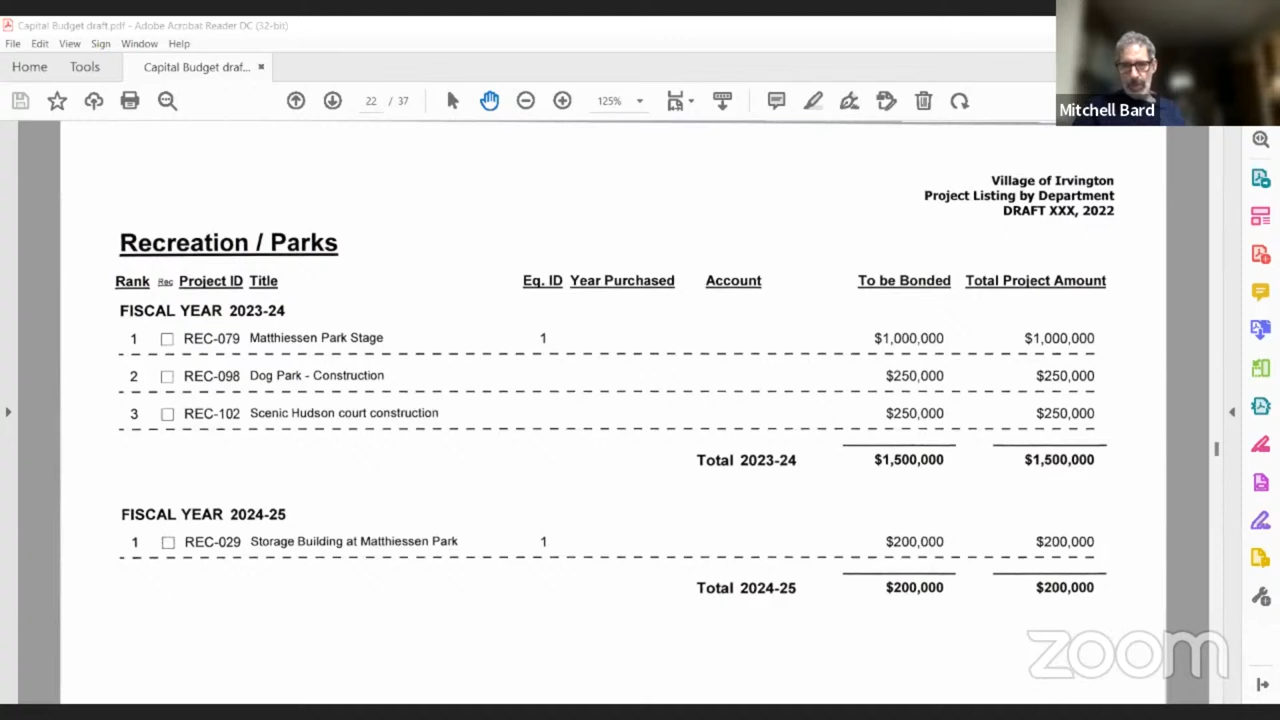 Capital Budget draft.pdf - Adobe Acrobat Reader DC (32-bit)
File Edit View Sign Window Help
Home Tools Capital Budget draf... ×
22 / 37 125%
Mitchell Bard
Village of Irvington
Project Listing by Department
DRAFT XXX, 2022
Recreation / Parks
Rank Rec Project ID Title Eq. ID Year Purchased Account To be Bonded Total Project Amount
FISCAL YEAR 2023-24
1 REC-079 Matthiessen Park Stage 1 $1,000,000 $1,000,000
2 REC-098 Dog Park - Construction $250,000 $250,000
3 REC-102 Scenic Hudson court construction $250,000 $250,000
Total 2023-24 $1,500,000 $1,500,000
FISCAL YEAR 2024-25
1 REC-029 Storage Building at Matthiessen Park 1 $200,000 $200,000
Total 2024-25 $200,000 $200,000
zoom